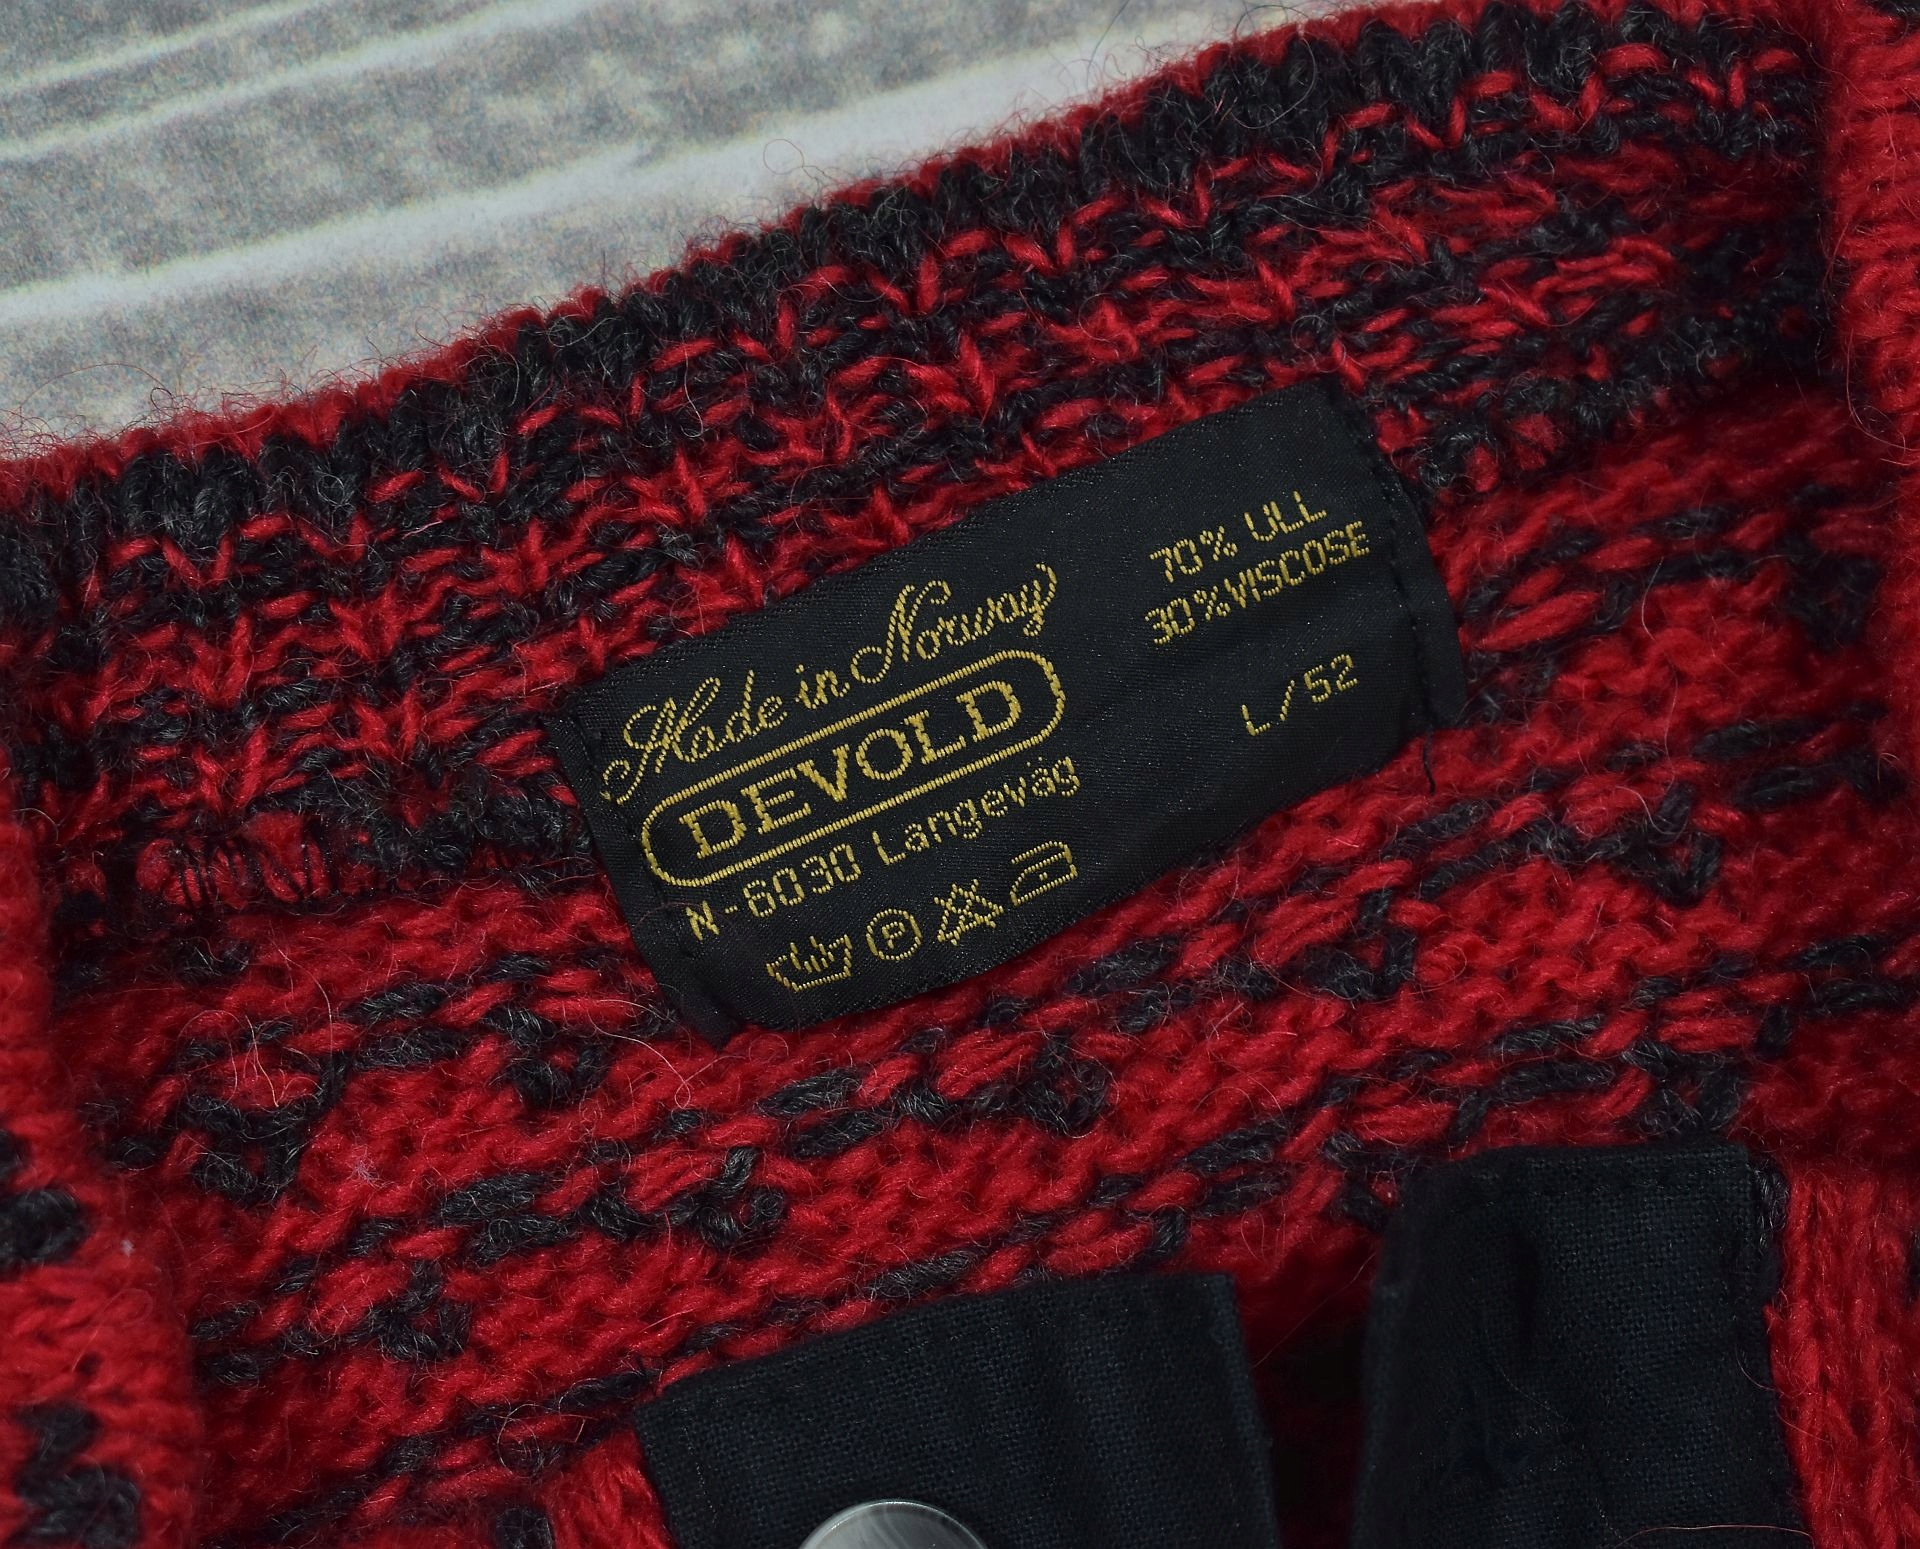 Made in Norway
DEVOLD
N-6030 Langevåg
P
70% ULL
30%VISCOSE
L/52